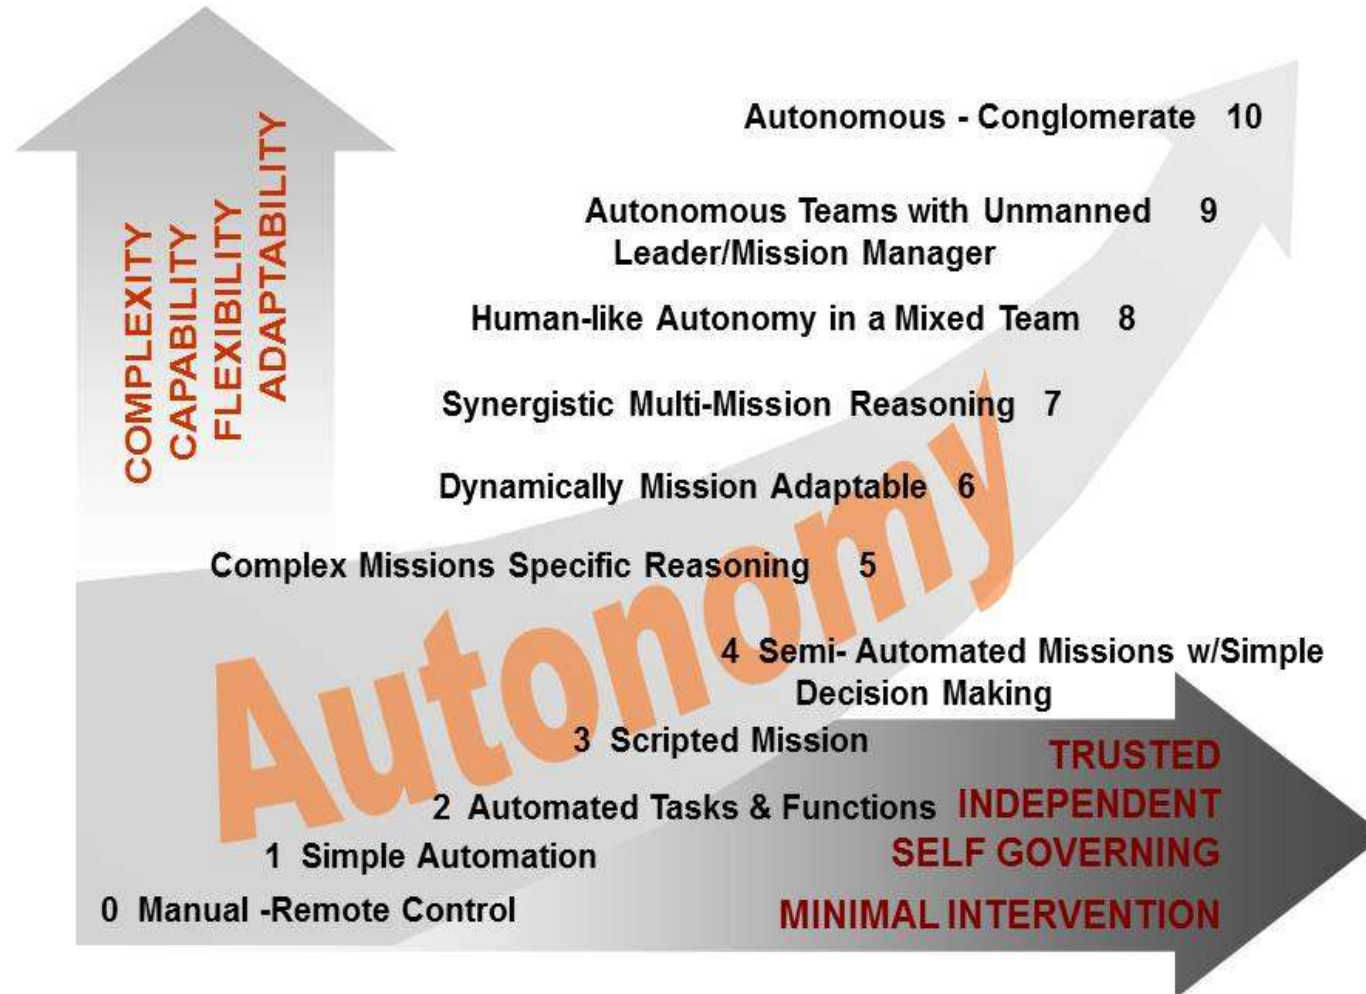 COMPLEXITY
CAPABILITY
FLEXIBILITY
ADAPTABILITY
Autonomous - Conglomerate 10
Autonomous Teams with Unmanned 9
Leader/Mission Manager
Human-like Autonomy in a Mixed Team 8
Synergistic Multi-Mission Reasoning 7
Dynamically Mission Adaptable 6
Complex Missions Specific Reasoning 5
Autonomy
4 Semi- Automated Missions w/Simple
Decision Making
3 Scripted Mission
2 Automated Tasks & Functions
1 Simple Automation
0 Manual -Remote Control
TRUSTED
INDEPENDENT
SELF GOVERNING
MINIMAL INTERVENTION